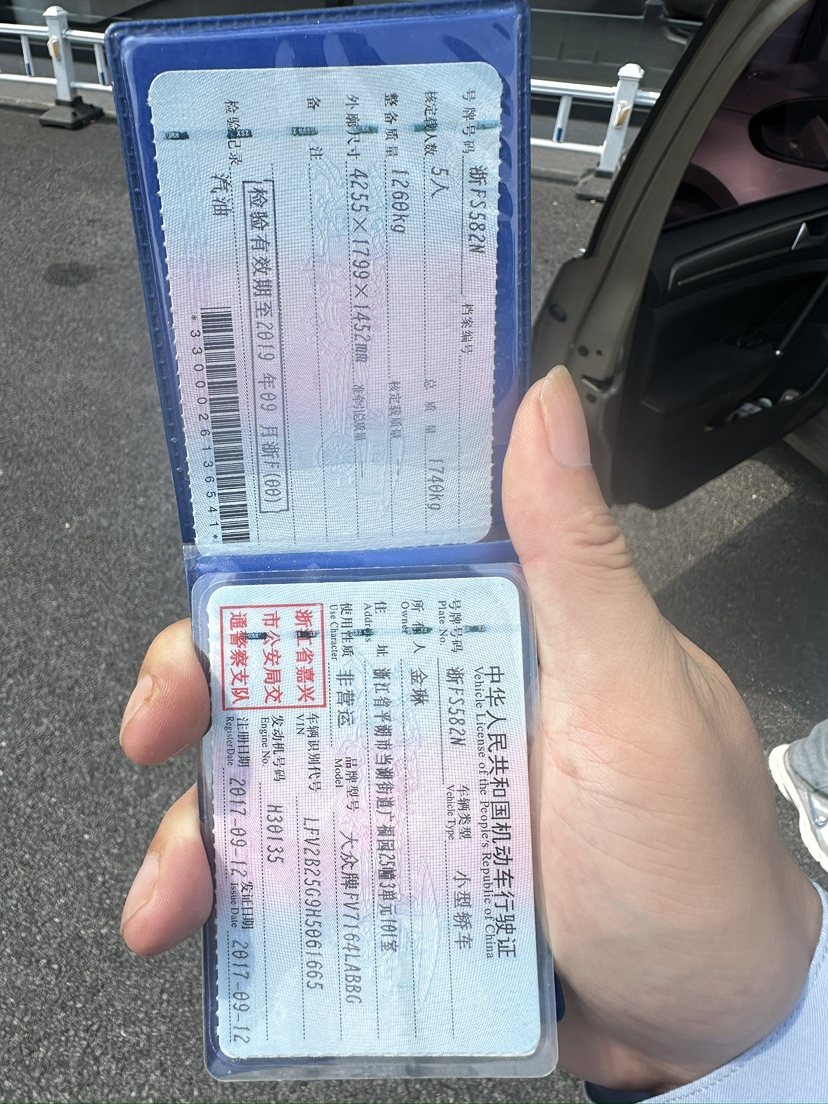 号牌号码 浙FS582N 档案编号
核定载人数 5人 总质量 1740kg
整备质量 1260kg 核定载质量
外廓尺寸 4255×1799×1452mm 准牵引总质量
备注
检验有效期至2019年09月浙F(00)
检验记录
汽油
*3300026136541*
中华人民共和国机动车行驶证
Vehicle License of the People's Republic of China
号牌号码 浙FS582N 车辆类型 小型轿车
Plate No. Vehicle Type
所有人 金琳
Owner
住址 浙江省平湖市当湖街道广福园25幢3单元101室
Address
使用性质 非营运 品牌型号 大众牌FV7164LABBG
Use Character Model
浙江省嘉兴
市公安局交
通警察支队
车辆识别代号 LFV2B25G9H5061665
VIN
发动机号码 H30135
Engine No.
注册日期 2017-09-12 发证日期 2017-09-12
Register Date Issue Date